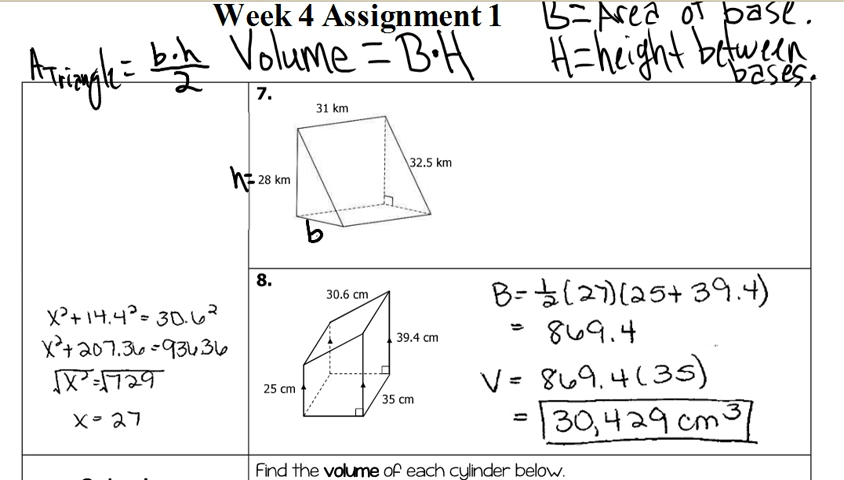 Week 4 Assignment 1
B = Area of base.
A Triangle = b·h / 2
Volume = B·H
H = height between bases.
7.
31 km
32.5 km
h = 28 km
b
8.
30.6 cm
39.4 cm
25 cm
35 cm
x² + 14.4² = 30.6²
x² + 207.36 = 936.36
√x² = √729
x = 27
B = ½(27)(25 + 39.4)
= 869.4
V = 869.4(35)
= 30,429 cm³
Find the volume of each cylinder below.